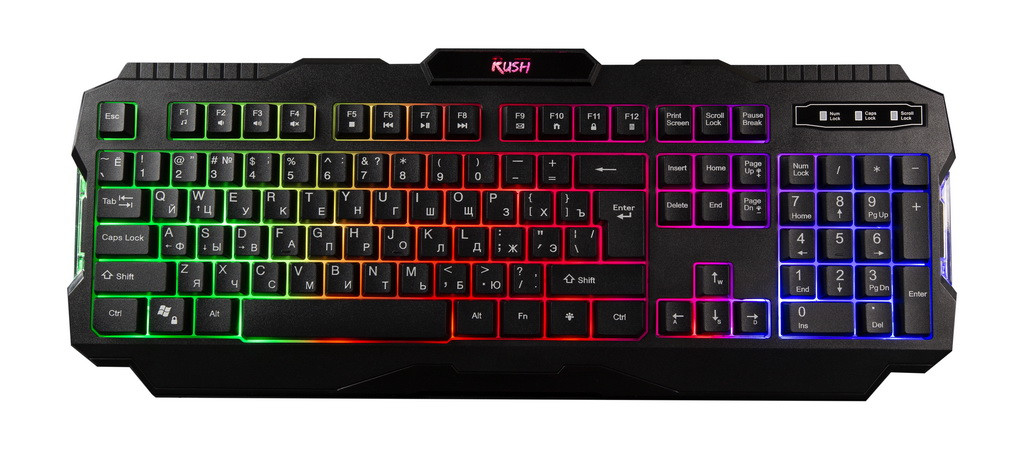 RUSH
Esc F1 F2 F3 F4 F5 F6 F7 F8 F9 F10 F11 F12 Print Screen Scroll Lock Pause Break Num Lock Caps Lock Scroll Lock
~ Ё ! 1 @ " 2 # № 3 $ ; 4 % 5 ^ : 6 & ? 7 * 8 ( 9 ) 0 — - + = ← Insert Home Page Up Num Lock / * −
Tab Q Й W Ц E У R К T Е Y Н U Г I Ш O Щ P З { [ Х } ] Ъ Enter Delete End Page Dn 7 Home 8 ↑ 9 Pg Up +
Caps Lock A Ф S Ы D В F А G П H Р J О K Л L Д : ; Ж " ' Э | \ / 4 ← 5 6 →
⇧ Shift Z Я X Ч C С V М B И N Т M Ь < , Б > . Ю ? / . ⇧ Shift ↑ W 1 End 2 ↓ 3 Pg Dn Enter
Ctrl Alt Alt Fn Ctrl ← A ↓ S → D 0 Ins . Del